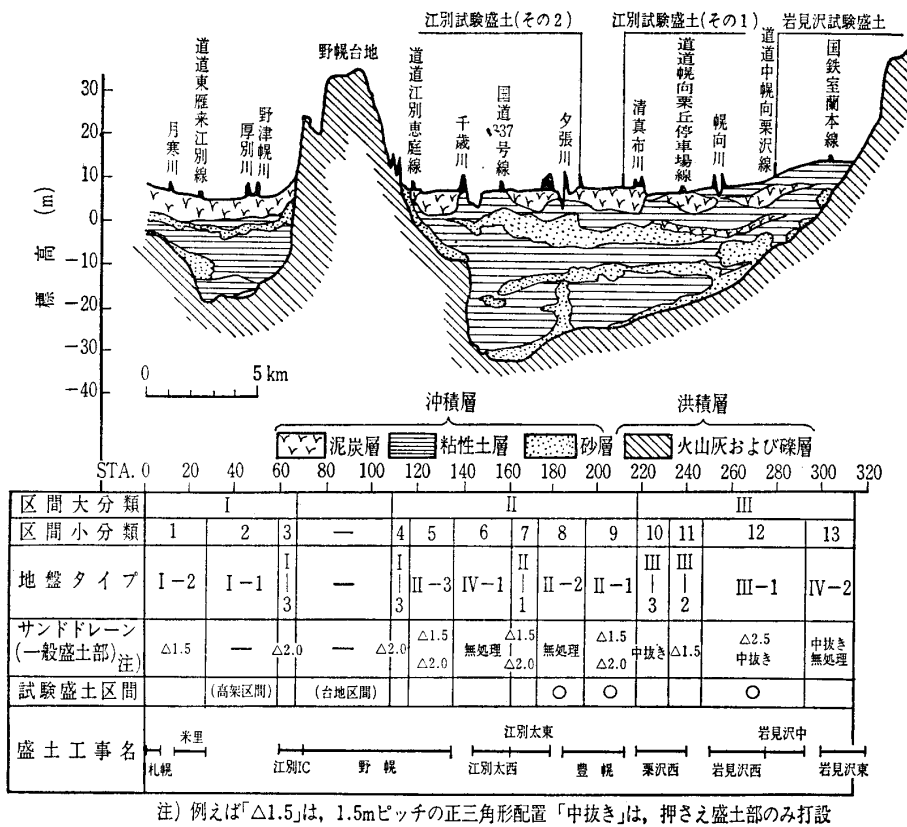 江別試験盛土(その2)
江別試験盛土(その1)
岩見沢試験盛土
野幌台地
月寒川
道道東雁来江別線
厚別川
野津幌川
道道江別恵庭線
千歳川
国道337号線
夕張川
清真布川
道道幌向栗丘停車場線
幌向川
道道中幌向栗沢線
国鉄室蘭本線
標高 (m)
30
20
10
0
−10
−20
−30
−40
0 5 km
沖積層 洪積層
泥炭層 粘性土層 砂層 火山灰および礫層
STA. 0 20 40 60 80 100 120 140 160 180 200 220 240 260 280 300 320
区間大分類 I II III
区間小分類 1 2 3 — 4 5 6 7 8 9 10 11 12 13
地盤タイプ I−2 I−1 I−3 — I−3 II−3 IV−1 II−1 II−2 II−1 III−3 III−2 III−1 IV−2
サンドドレーン(一般盛土部)注) △1.5 — △2.0 — △2.0 △1.5 △2.0 無処理 △1.5 △2.0 無処理 △1.5 △2.0 中抜き △1.5 △2.5 中抜き 中抜き 無処理
試験盛土区間 (高架区間) (台地区間) ○ ○ ○
盛土工事名 札幌 米里 江別IC 野幌 江別太西 江別太東 豊幌 栗沢西 岩見沢西 岩見沢中 岩見沢東
注) 例えば「△1.5」は, 1.5mピッチの正三角形配置「中抜き」は, 押さえ盛土部のみ打設